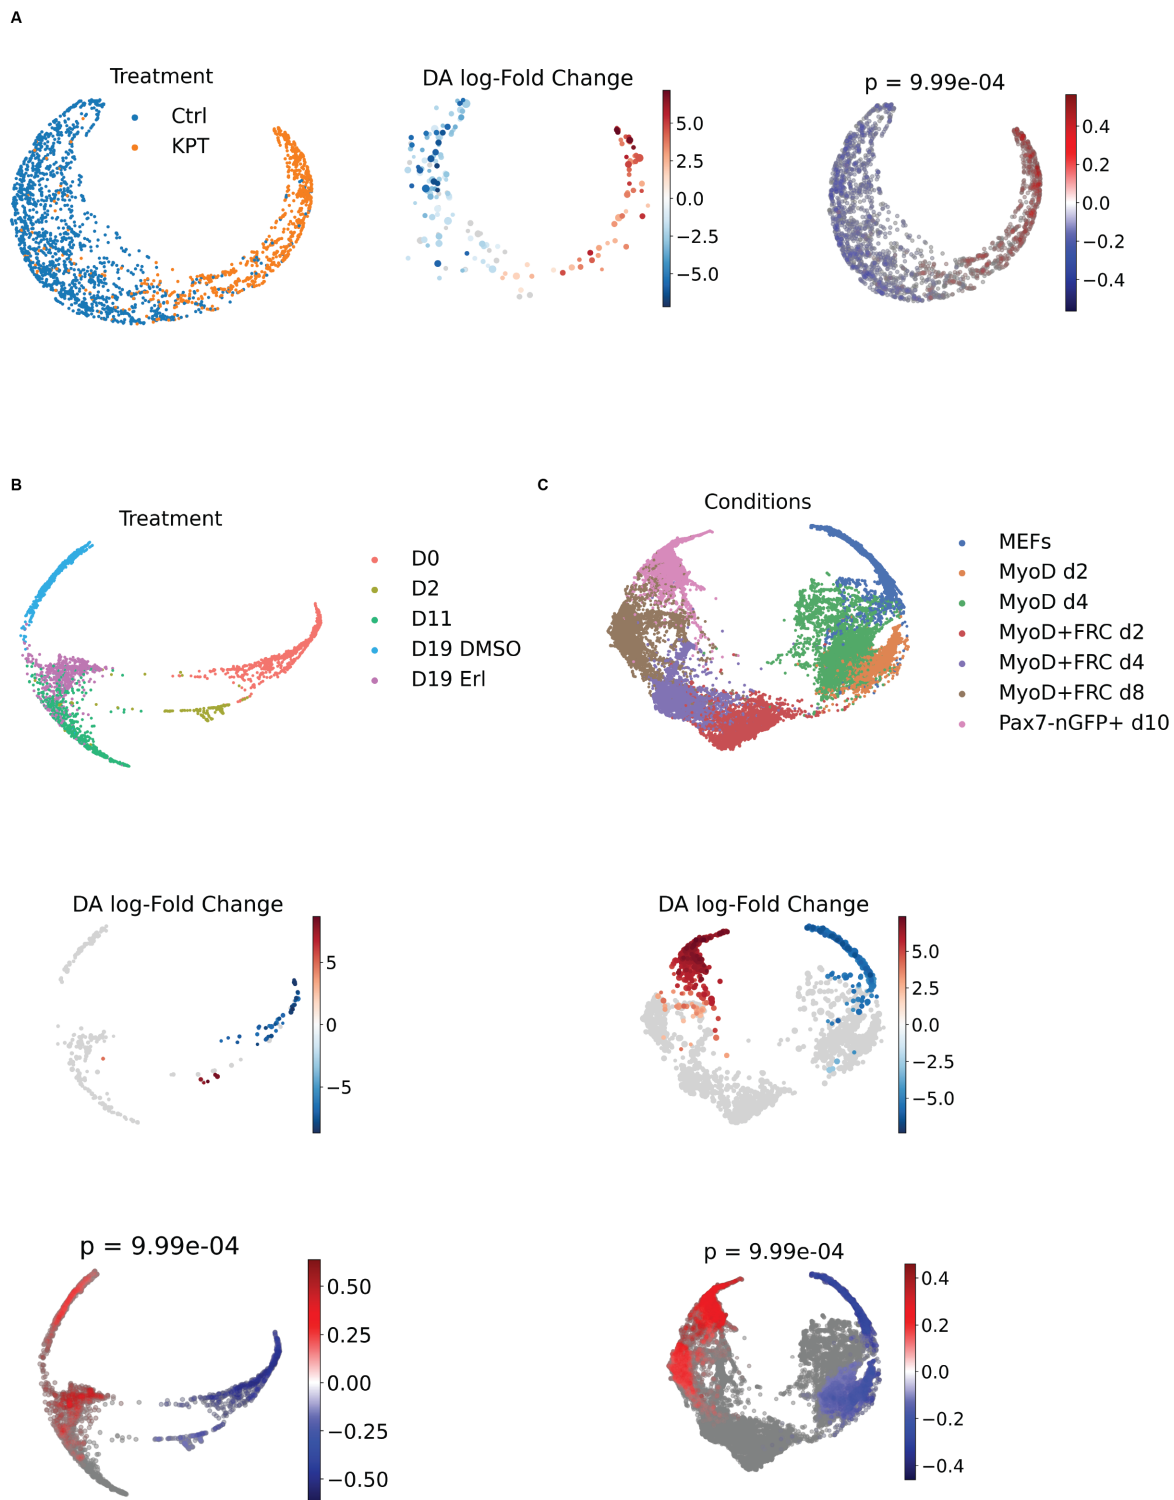 A
Treatment
Ctrl
KPT
DA log-Fold Change
5.0
2.5
0.0
−2.5
−5.0
p = 9.99e-04
0.4
0.2
0.0
−0.2
−0.4
B
Treatment
D0
D2
D11
D19 DMSO
D19 Erl
C
Conditions
MEFs
MyoD d2
MyoD d4
MyoD+FRC d2
MyoD+FRC d4
MyoD+FRC d8
Pax7-nGFP+ d10
DA log-Fold Change
5
0
−5
DA log-Fold Change
5.0
2.5
0.0
−2.5
−5.0
p = 9.99e-04
0.50
0.25
0.00
−0.25
−0.50
p = 9.99e-04
0.4
0.2
0.0
−0.2
−0.4